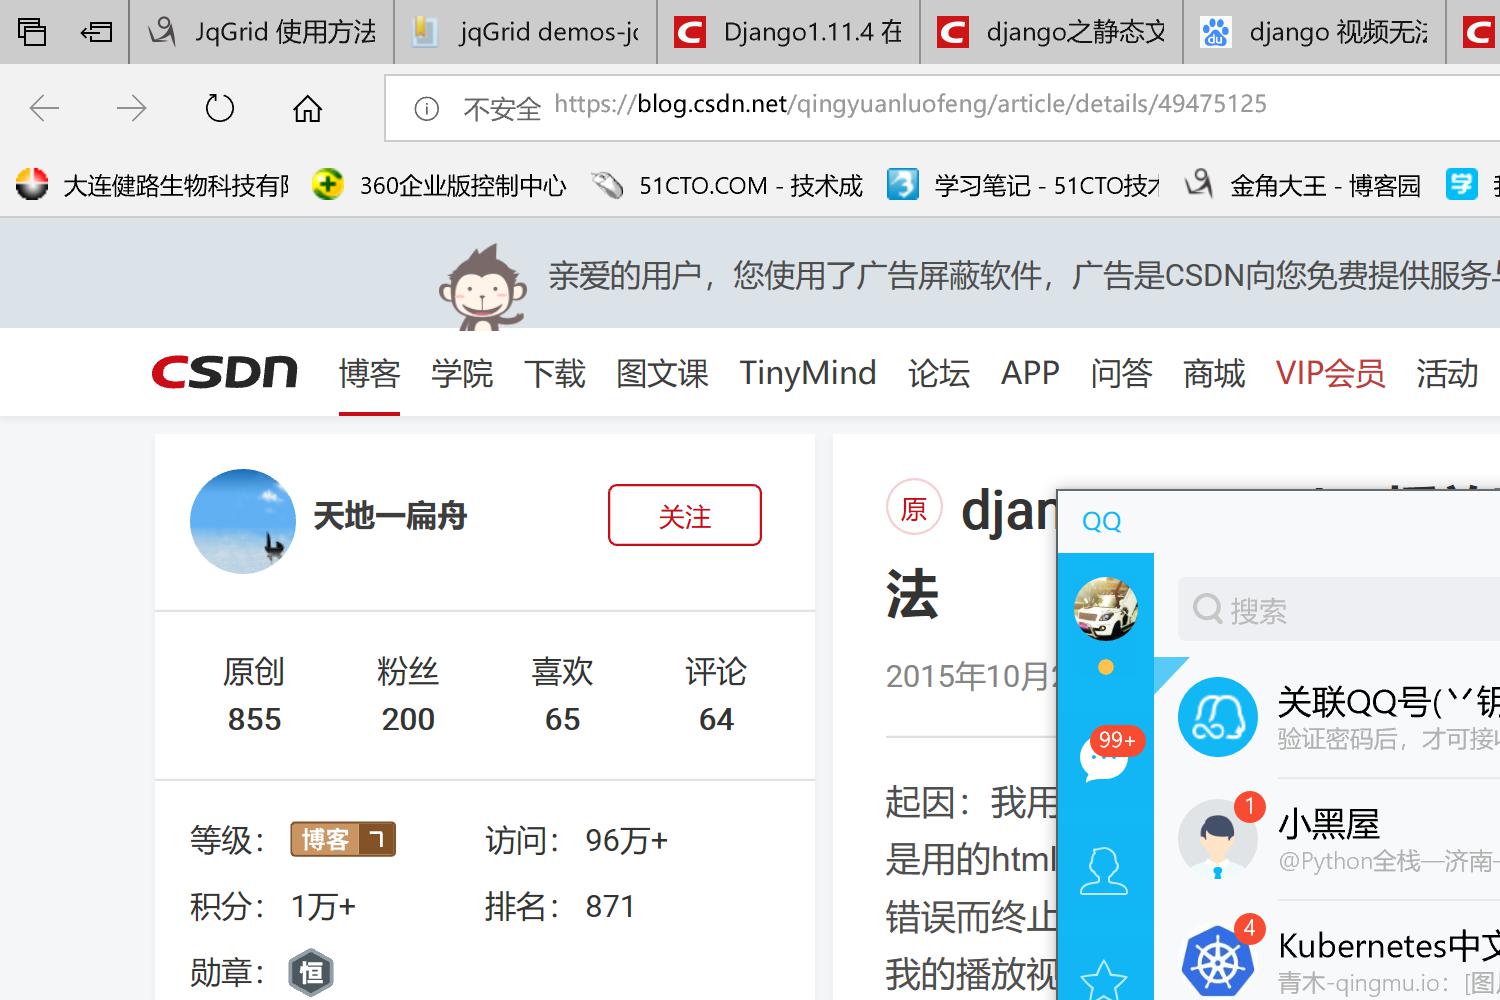 JqGrid 使用方法
jqGrid demos-jq
Django1.11.4 在
django之静态文
django 视频无法
不安全 https://blog.csdn.net/qingyuanluofeng/article/details/49475125
大连健路生物科技有限
360企业版控制中心
51CTO.COM - 技术成
学习笔记 - 51CTO技术
金角大王 - 博客园
学
亲爱的用户，您使用了广告屏蔽软件，广告是CSDN向您免费提供服务与
CSDN 博客 学院 下载 图文课 TinyMind 论坛 APP 问答 商城 VIP会员 活动
天地一扁舟
关注
原创 粉丝 喜欢 评论
855 200 65 64
等级： 博客 7 访问： 96万+
积分： 1万+ 排名： 871
勋章： 恒
原 djan
法
2015年10月2
起因：我用
是用的html
错误而终止
我的播放视
QQ
搜索
99+
关联QQ号(丷钥
验证密码后，才可接收
1
小黑屋
@Python全栈—济南-
4
Kubernetes中文
青木-qingmu.io：[图片